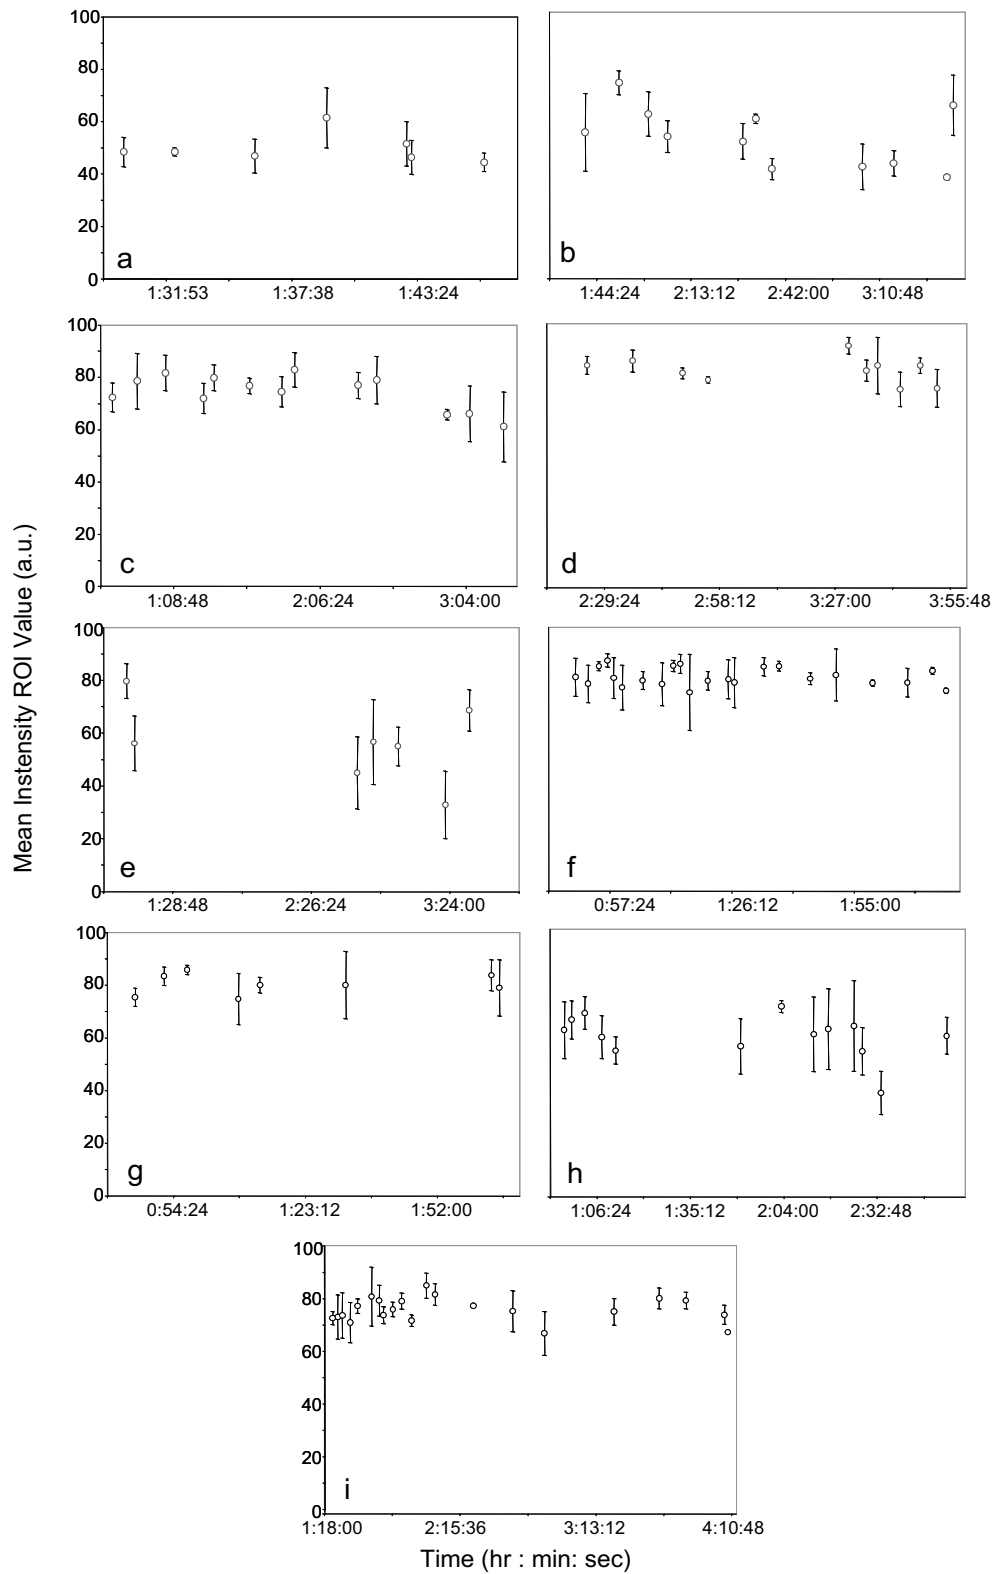 100
80
60
40
20
0
a
b
1:31:53 1:37:38 1:43:24
1:44:24 2:13:12 2:42:00 3:10:48
100
80
60
40
20
0
c
d
1:08:48 2:06:24 3:04:00
2:29:24 2:58:12 3:27:00 3:55:48
Mean Instensity ROI Value (a.u.)
100
80
60
40
20
0
e
f
1:28:48 2:26:24 3:24:00
0:57:24 1:26:12 1:55:00
100
80
60
40
20
0
g
h
0:54:24 1:23:12 1:52:00
1:06:24 1:35:12 2:04:00 2:32:48
100
80
60
40
20
0
i
1:18:00 2:15:36 3:13:12 4:10:48
Time (hr : min: sec)